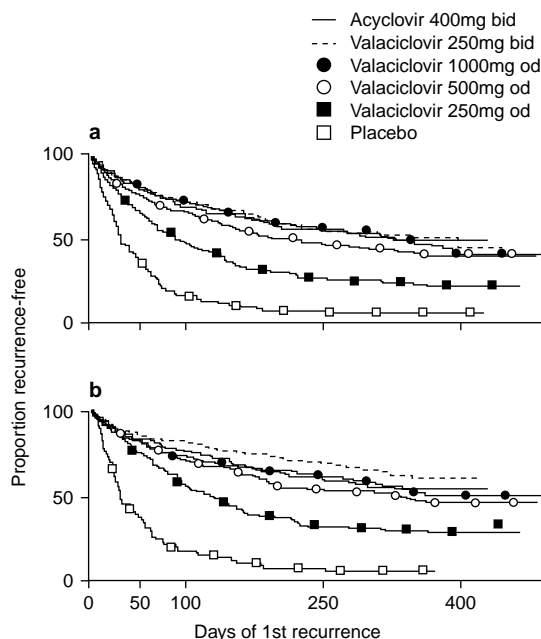 Acyclovir 400mg bid
Valaciclovir 250mg bid
Valaciclovir 1000mg od
Valaciclovir 500mg od
Valaciclovir 250mg od
Placebo
a
100
50
0
Proportion recurrence-free
b
100
50
0
0 50 100 250 400
Days of 1st recurrence